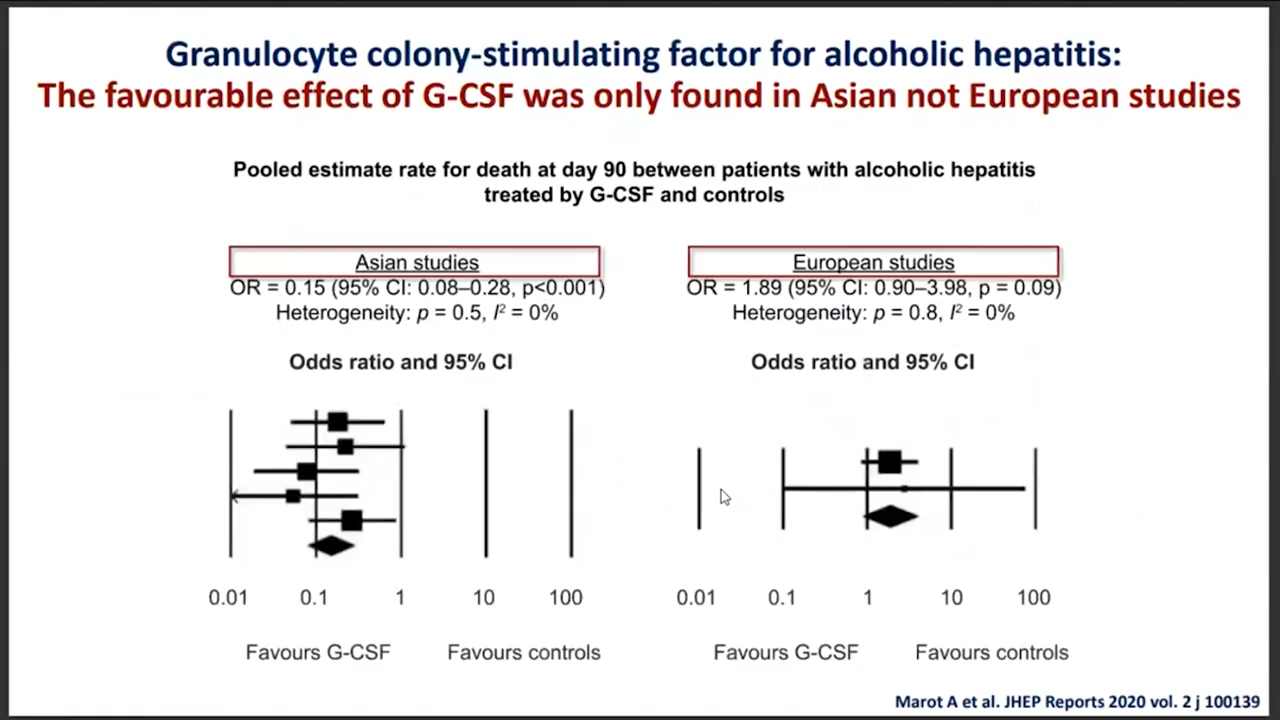 Granulocyte colony-stimulating factor for alcoholic hepatitis:
The favourable effect of G-CSF was only found in Asian not European studies
Pooled estimate rate for death at day 90 between patients with alcoholic hepatitis
treated by G-CSF and controls
Asian studies
OR = 0.15 (95% CI: 0.08–0.28, p<0.001)
Heterogeneity: p = 0.5, I² = 0%
Odds ratio and 95% CI
0.01 0.1 1 10 100
Favours G-CSF Favours controls
European studies
OR = 1.89 (95% CI: 0.90–3.98, p = 0.09)
Heterogeneity: p = 0.8, I² = 0%
Odds ratio and 95% CI
0.01 0.1 1 10 100
Favours G-CSF Favours controls
Marot A et al. JHEP Reports 2020 vol. 2 j 100139